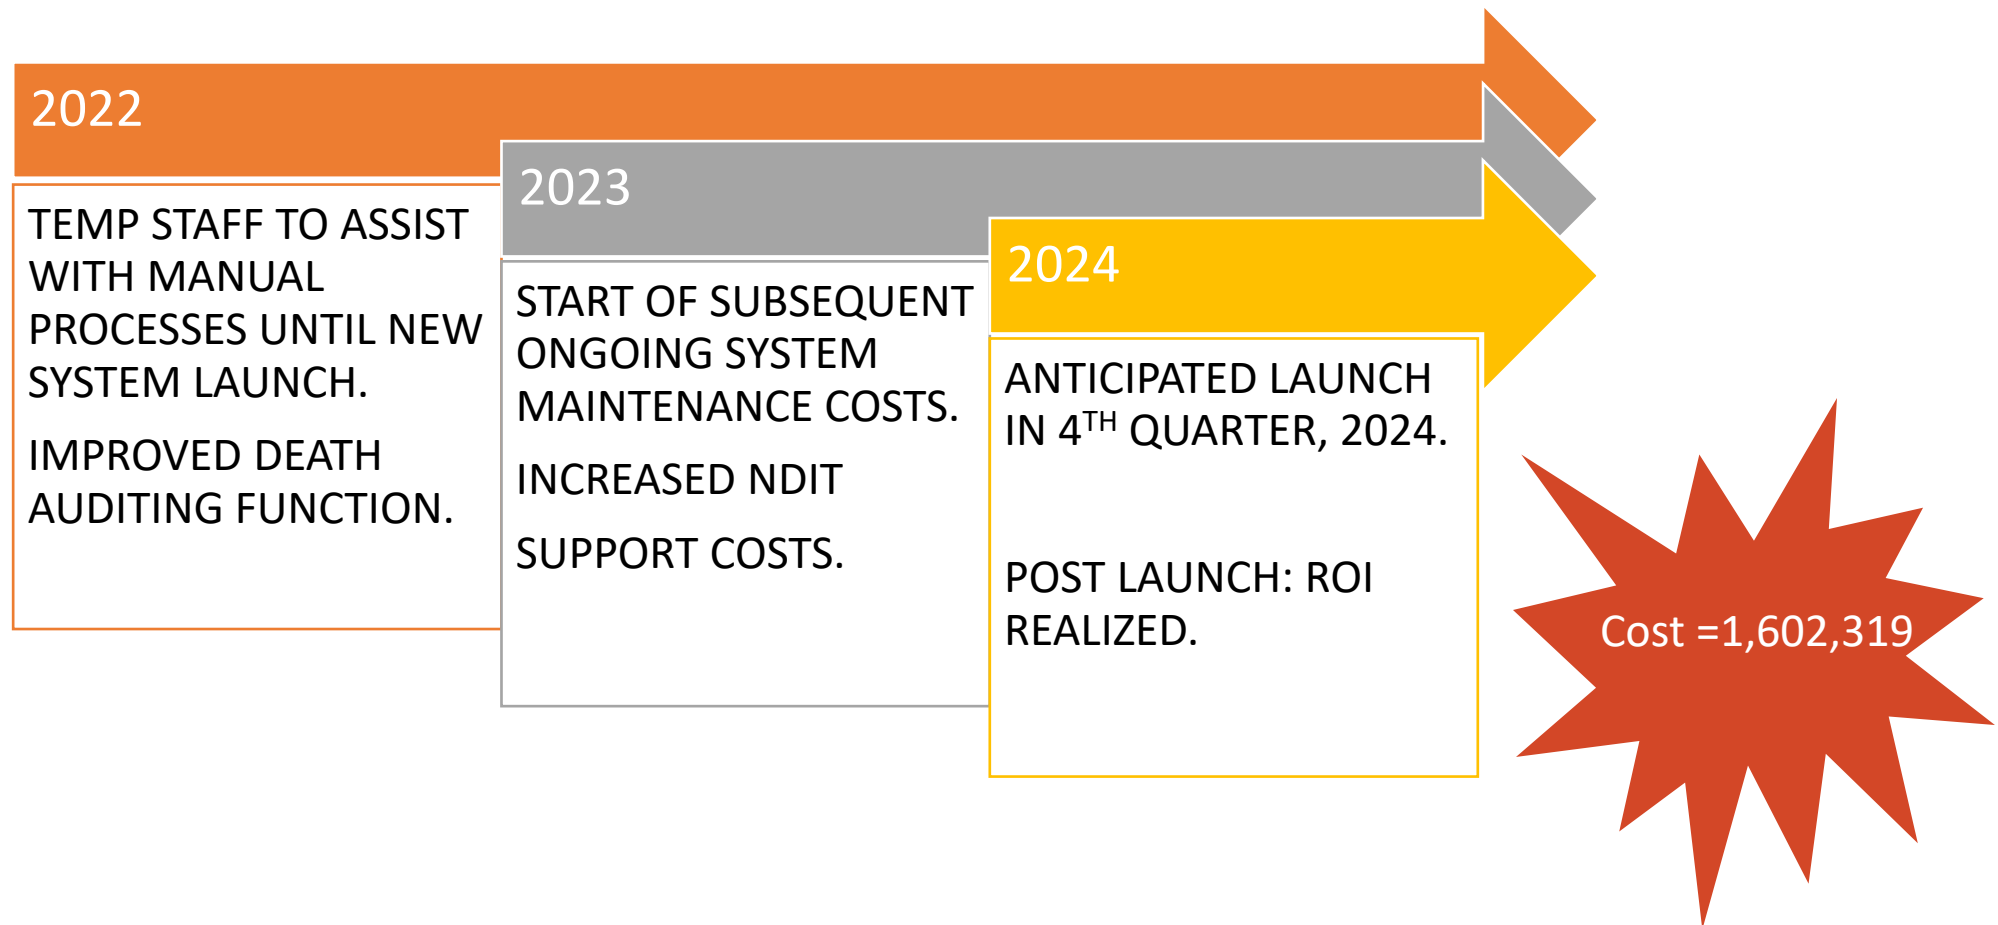 2022
TEMP STAFF TO ASSIST
WITH MANUAL
PROCESSES UNTIL NEW
SYSTEM LAUNCH.
IMPROVED DEATH
AUDITING FUNCTION.
2023
START OF SUBSEQUENT
ONGOING SYSTEM
MAINTENANCE COSTS.
INCREASED NDIT
SUPPORT COSTS.
2024
ANTICIPATED LAUNCH
IN 4TH QUARTER, 2024.
POST LAUNCH: ROI
REALIZED.
Cost =1,602,319